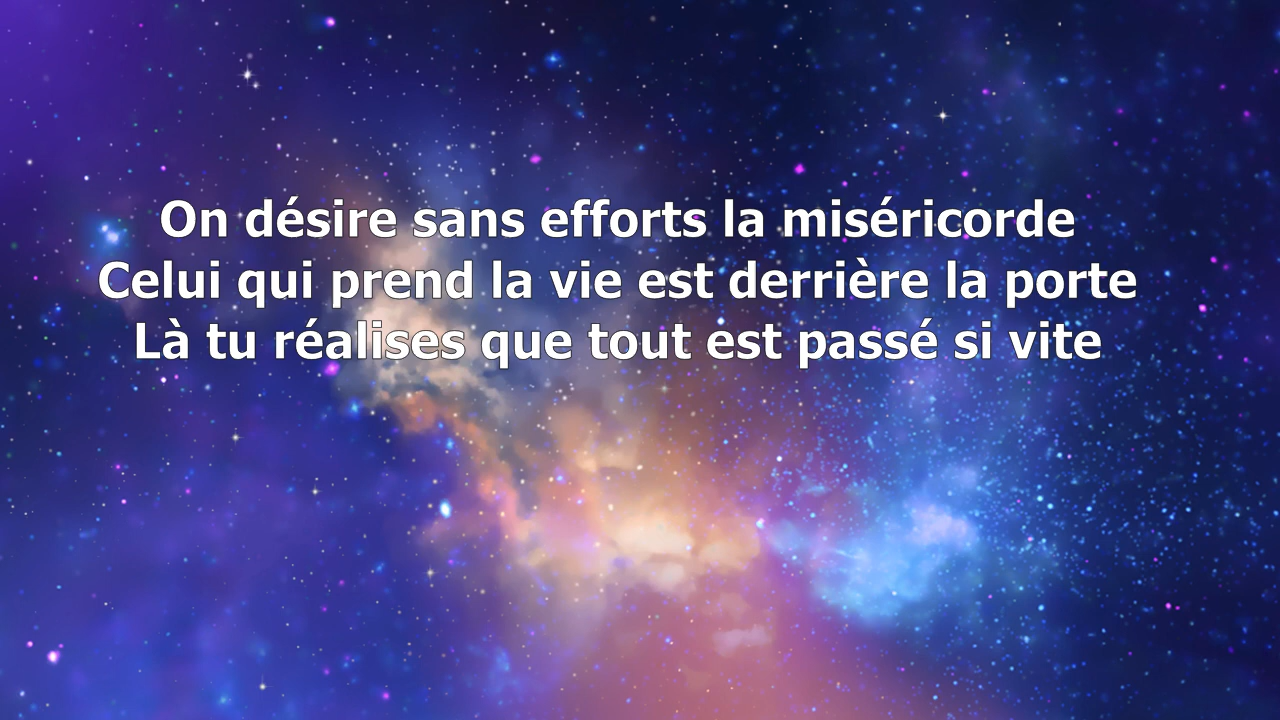 On désire sans efforts la miséricorde
Celui qui prend la vie est derrière la porte
Là tu réalises que tout est passé si vite